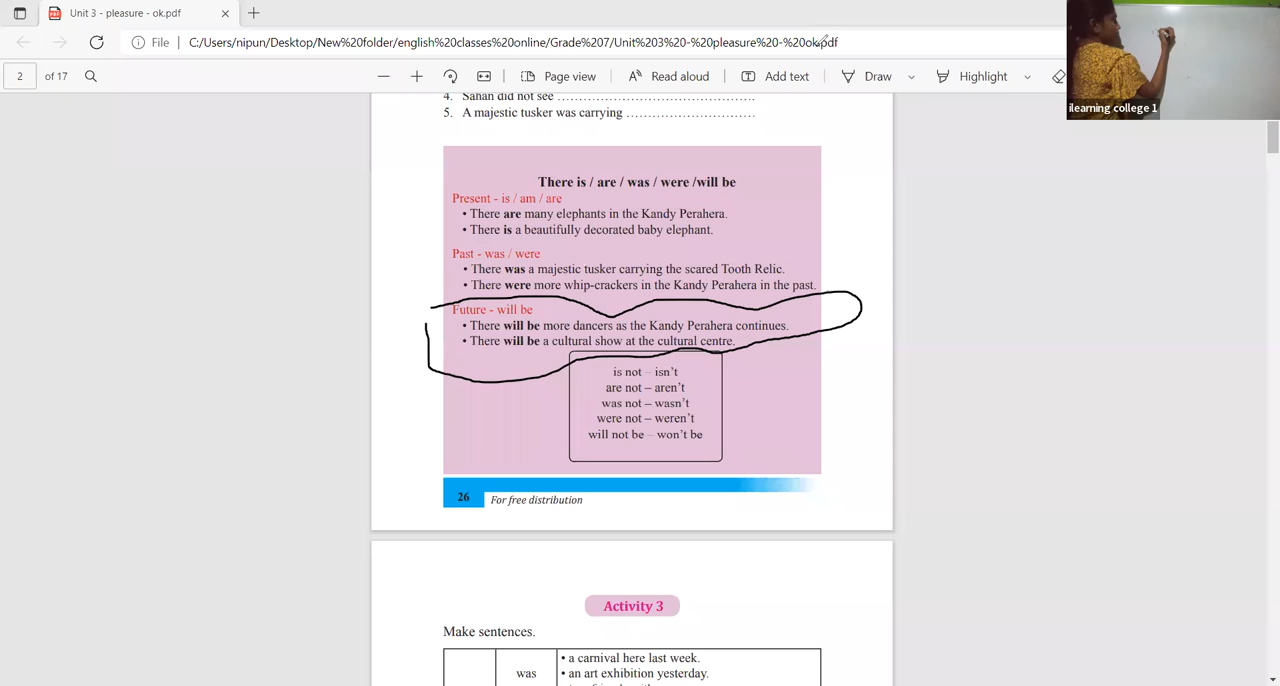 Unit 3 - pleasure - ok.pdf
File C:/Users/nipun/Desktop/New%20folder/english%20classes%20online/Grade%207/Unit%203%20-%20pleasure%20-%20ok.pdf
2 of 17 Page view Read aloud Add text Draw Highlight
ilearning college 1
4. Sahan did not see ……………………………………….
5. A majestic tusker was carrying …………………………
There is / are / was / were /will be
Present - is / am / are
• There are many elephants in the Kandy Perahera.
• There is a beautifully decorated baby elephant.
Past - was / were
• There was a majestic tusker carrying the scared Tooth Relic.
• There were more whip-crackers in the Kandy Perahera in the past.
Future - will be
• There will be more dancers as the Kandy Perahera continues.
• There will be a cultural show at the cultural centre.
is not – isn't
are not – aren't
was not – wasn't
were not – weren't
will not be – won't be
26 For free distribution
Activity 3
Make sentences.
• a carnival here last week.
was • an art exhibition yesterday.